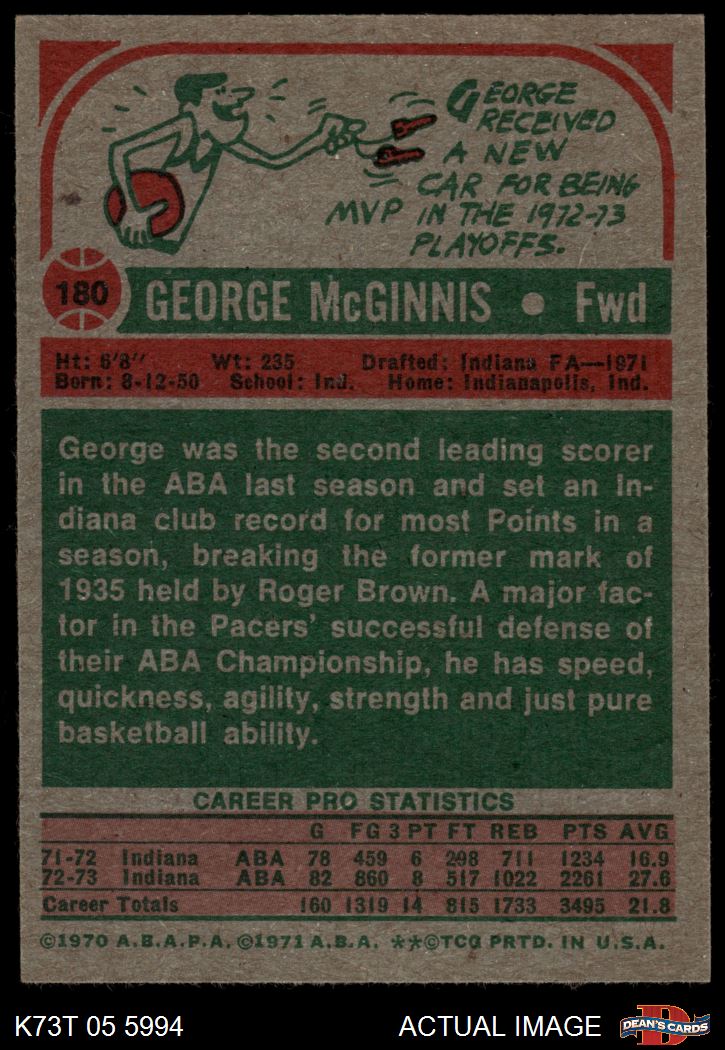 GEORGE
RECEIVED
A NEW
CAR FOR BEING
MVP IN THE 1972-73
PLAYOFFS.
180 GEORGE McGINNIS • Fwd
Ht: 6'8" Wt: 235 Drafted: Indiana FA—1971
Born: 8-12-50 School: Ind. Home: Indianapolis, Ind.
George was the second leading scorer
in the ABA last season and set an In-
diana club record for most Points in a
season, breaking the former mark of
1935 held by Roger Brown. A major fac-
tor in the Pacers' successful defense of
their ABA Championship, he has speed,
quickness, agility, strength and just pure
basketball ability.
CAREER PRO STATISTICS
G FG 3 PT FT REB PTS AVG
71-72 Indiana ABA 78 459 6 298 711 1234 16.9
72-73 Indiana ABA 82 860 8 517 1022 2261 27.6
Career Totals 160 1319 14 815 1733 3495 21.8
©1970 A.B.A.P.A. ©1971 A.B.A. **©TCG PRTD. IN U.S.A.
K73T 05 5994 ACTUAL IMAGE D DEAN'S CARDS